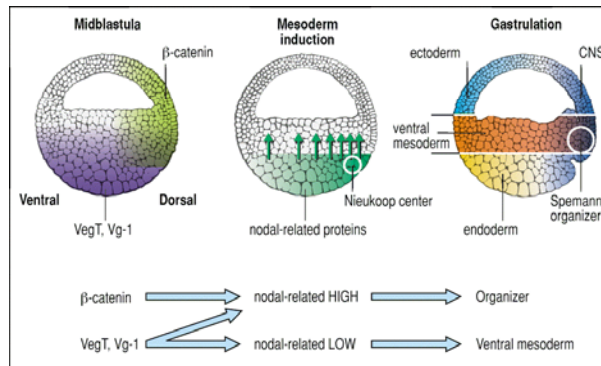 Midblastula
β-catenin
Ventral
Dorsal
VegT, Vg-1
Mesoderm
induction
Nieukoop center
nodal-related proteins
Gastrulation
ectoderm
CNS
ventral
mesoderm
Spemann
organizer
endoderm
β-catenin nodal-related HIGH Organizer
VegT, Vg-1 nodal-related LOW Ventral mesoderm